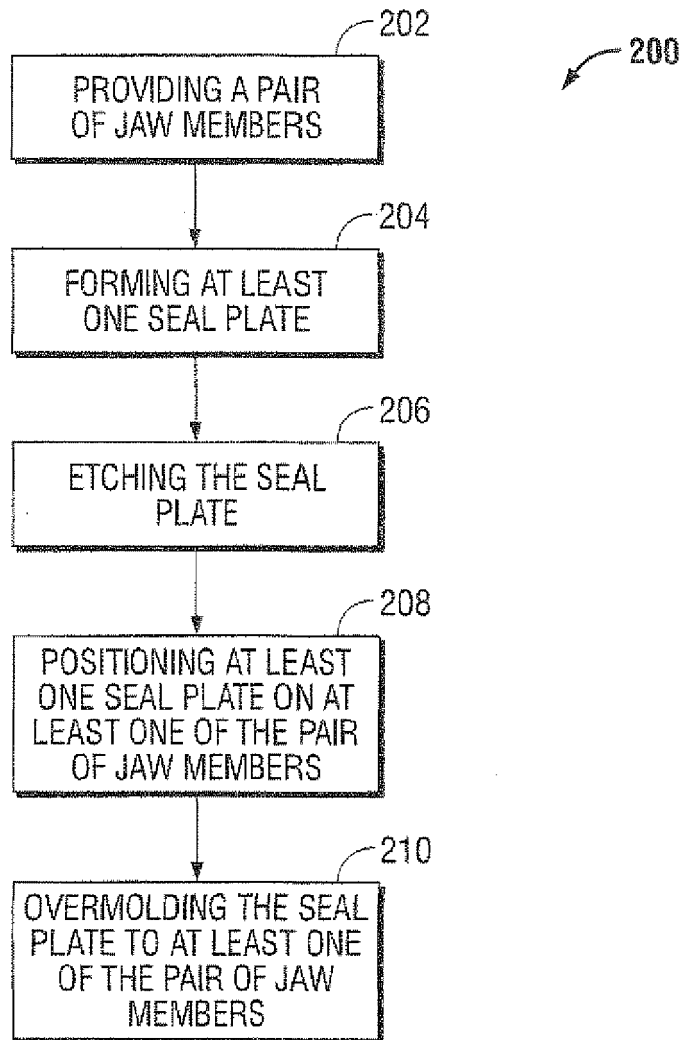 202
200
PROVIDING A PAIR
OF JAW MEMBERS
204
FORMING AT LEAST
ONE SEAL PLATE
206
ETCHING THE SEAL
PLATE
208
POSITIONING AT LEAST
ONE SEAL PLATE ON AT
LEAST ONE OF THE PAIR
OF JAW MEMBERS
210
OVERMOLDING THE SEAL
PLATE TO AT LEAST ONE
OF THE PAIR OF JAW
MEMBERS